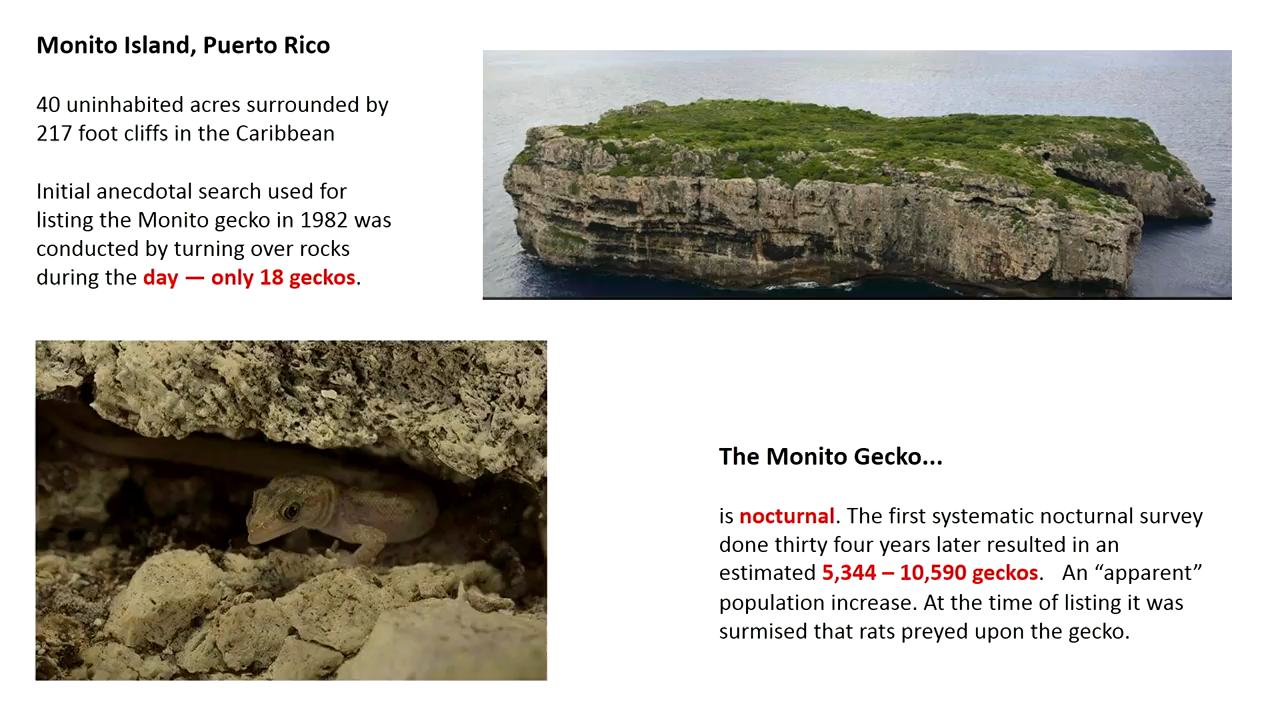 Monito Island, Puerto Rico
40 uninhabited acres surrounded by
217 foot cliffs in the Caribbean
Initial anecdotal search used for
listing the Monito gecko in 1982 was
conducted by turning over rocks
during the day — only 18 geckos.
The Monito Gecko...
is nocturnal. The first systematic nocturnal survey
done thirty four years later resulted in an
estimated 5,344 – 10,590 geckos.   An “apparent”
population increase. At the time of listing it was
surmised that rats preyed upon the gecko.